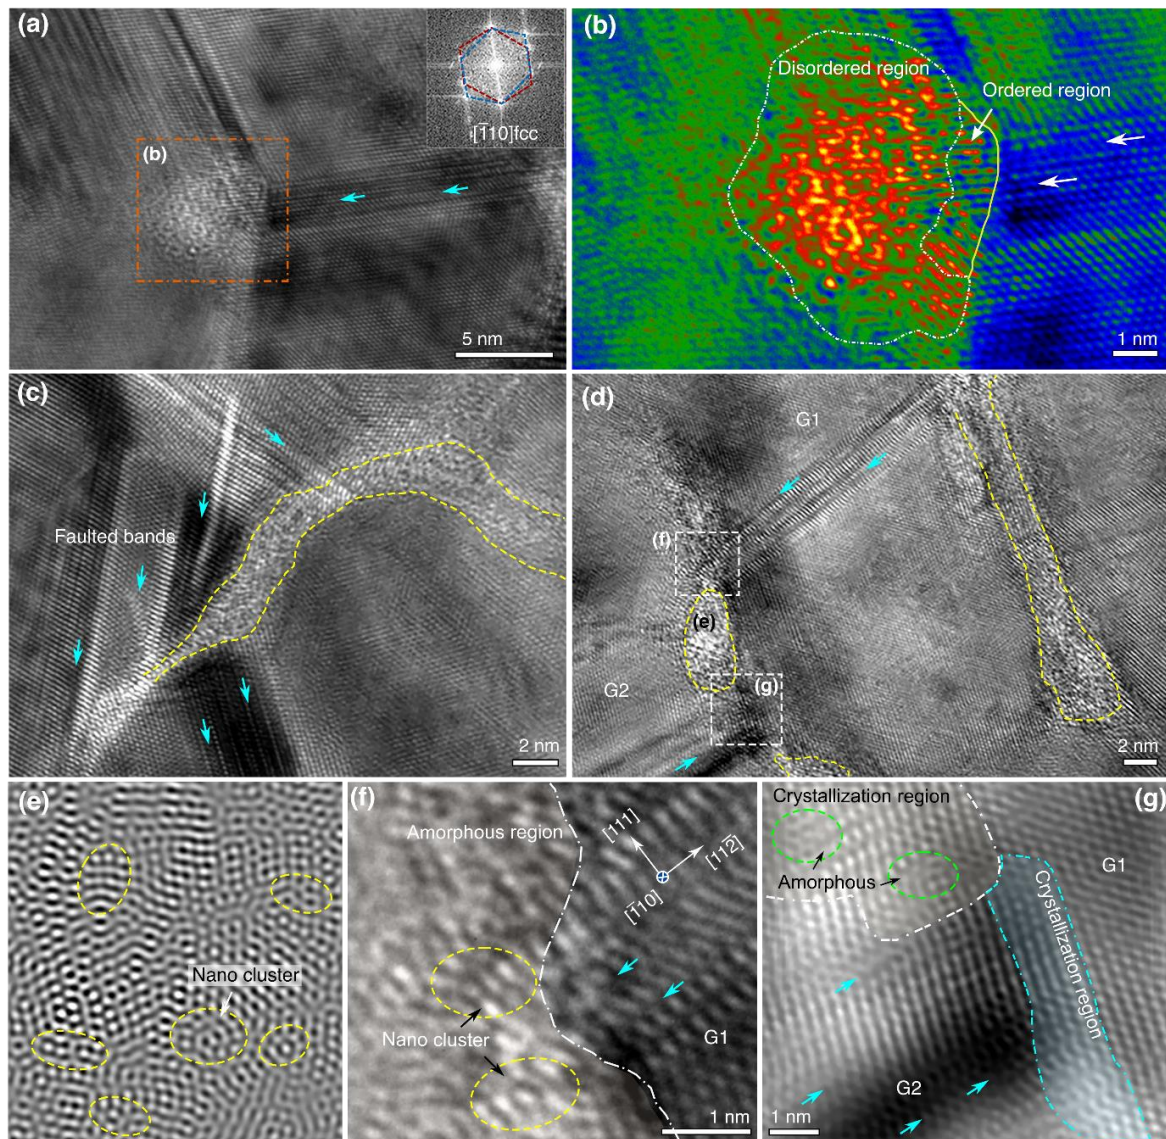 (a)
(b)
[1̄10]fcc
5 nm
(b)
Disordered region
Ordered region
1 nm
(c)
Faulted bands
2 nm
(d)
G1
(f)
(e)
(g)
G2
2 nm
(e)
Nano cluster
(f)
Amorphous region
[111]
[112̄]
[1̄10]
Nano cluster
G1
1 nm
(g)
Crystallization region
Amorphous
G1
Crystallization region
G2
1 nm